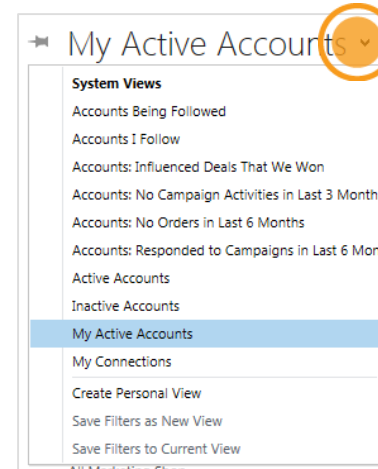 My Active Accounts
System Views
Accounts Being Followed
Accounts I Follow
Accounts: Influenced Deals That We Won
Accounts: No Campaign Activities in Last 3 Month
Accounts: No Orders in Last 6 Months
Accounts: Responded to Campaigns in Last 6 Mon
Active Accounts
Inactive Accounts
My Active Accounts
My Connections
Create Personal View
Save Filters as New View
Save Filters to Current View